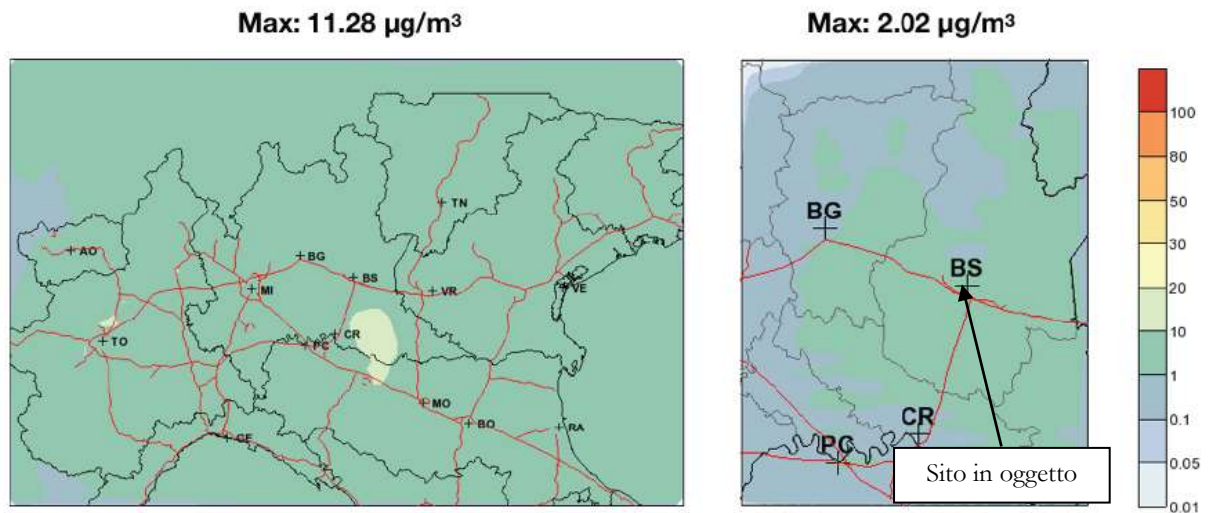 Max: 11.28 µg/m³
Max: 2.02 µg/m³
TN
AO
BG
BS
MI
VR
VE
TO
CR
PC
MO
BO
RA
GE
BG
BS
CR
PC
Sito in oggetto
100
80
50
30
20
10
1
0.1
0.05
0.01